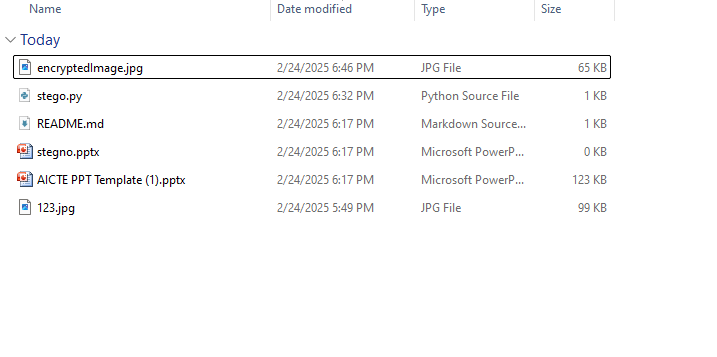 Name Date modified Type Size
Today
encryptedImage.jpg 2/24/2025 6:46 PM JPG File 65 KB
stego.py 2/24/2025 6:32 PM Python Source File 1 KB
README.md 2/24/2025 6:17 PM Markdown Source... 1 KB
stegno.pptx 2/24/2025 6:17 PM Microsoft PowerP... 0 KB
AICTE PPT Template (1).pptx 2/24/2025 6:17 PM Microsoft PowerP... 123 KB
123.jpg 2/24/2025 5:49 PM JPG File 99 KB